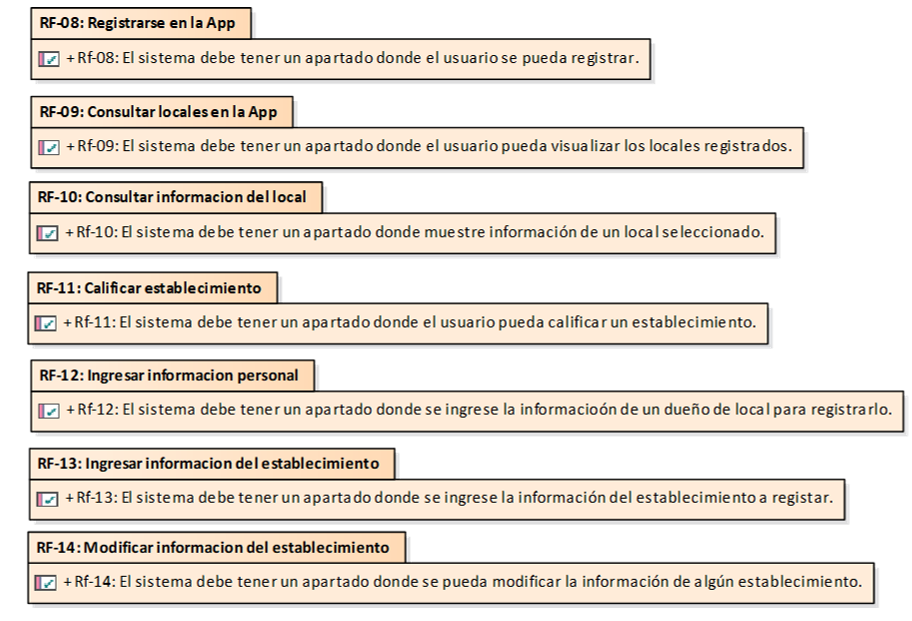 RF-08: Registrarse en la App
+ Rf-08: El sistema debe tener un apartado donde el usuario se pueda registrar.
RF-09: Consultar locales en la App
+ Rf-09: El sistema debe tener un apartado donde el usuario pueda visualizar los locales registrados.
RF-10: Consultar informacion del local
+ Rf-10: El sistema debe tener un apartado donde muestre información de un local seleccionado.
RF-11: Calificar establecimiento
+ Rf-11: El sistema debe tener un apartado donde el usuario pueda calificar un establecimiento.
RF-12: Ingresar informacion personal
+ Rf-12: El sistema debe tener un apartado donde se ingrese la informacioón de un dueño de local para registrarlo.
RF-13: Ingresar informacion del establecimiento
+ Rf-13: El sistema debe tener un apartado donde se ingrese la información del establecimiento a registar.
RF-14: Modificar informacion del establecimiento
+ Rf-14: El sistema debe tener un apartado donde se pueda modificar la información de algún establecimiento.